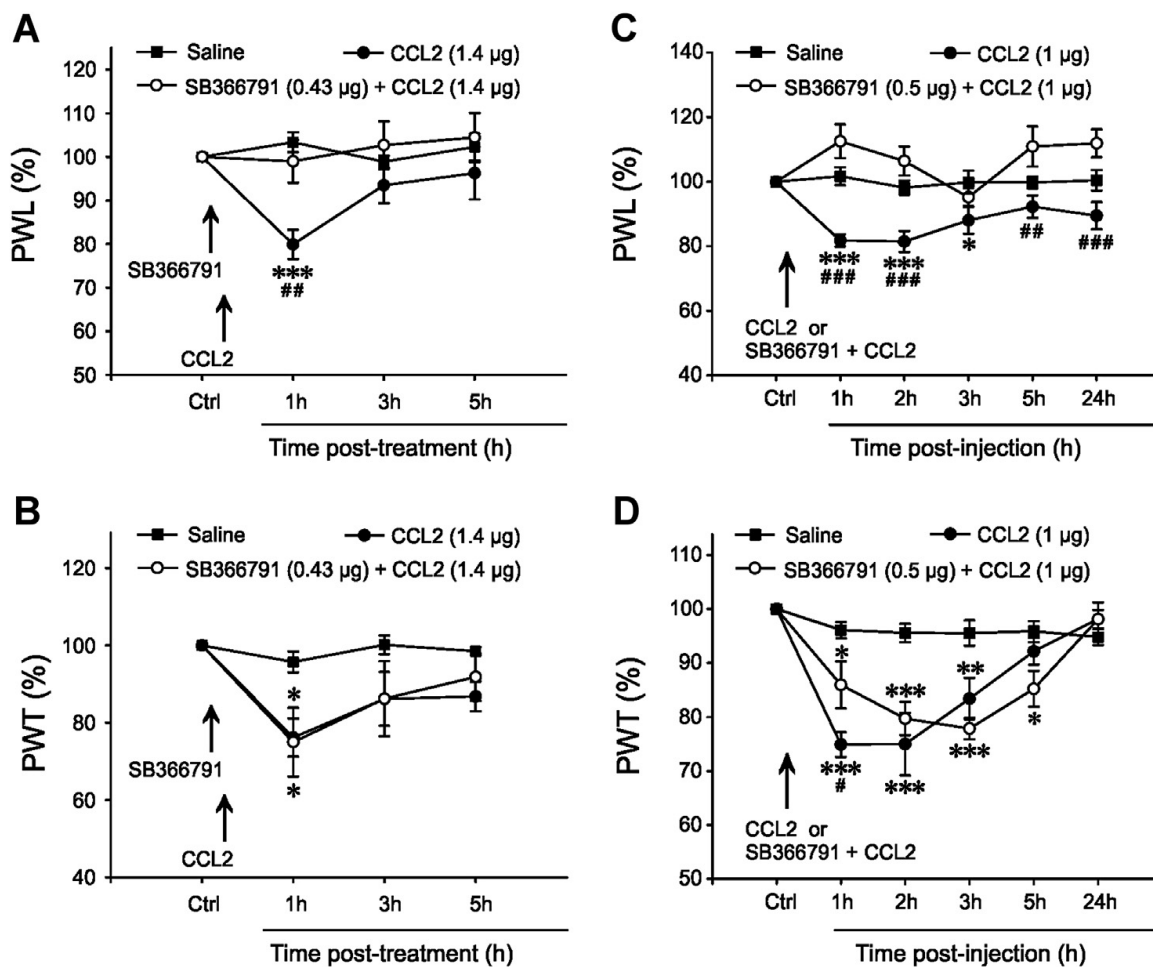 A
Saline
CCL2 (1.4 µg)
SB366791 (0.43 µg) + CCL2 (1.4 µg)
PWL (%)
120
110
100
90
80
70
60
50
SB366791
CCL2
***
##
Ctrl
1h
3h
5h
Time post-treatment (h)
C
Saline
CCL2 (1 µg)
SB366791 (0.5 µg) + CCL2 (1 µg)
PWL (%)
140
120
100
80
60
40
***
###
***
###
*
##
###
CCL2 or
SB366791 + CCL2
Ctrl
1h
2h
3h
5h
24h
Time post-injection (h)
B
Saline
CCL2 (1.4 µg)
SB366791 (0.43 µg) + CCL2 (1.4 µg)
PWT (%)
120
100
80
60
40
*
*
SB366791
CCL2
Ctrl
1h
3h
5h
Time post-treatment (h)
D
Saline
CCL2 (1 µg)
SB366791 (0.5 µg) + CCL2 (1 µg)
PWT (%)
110
100
90
80
70
60
50
*
***
**
*
***
#
***
***
CCL2 or
SB366791 + CCL2
Ctrl
1h
2h
3h
5h
24h
Time post-injection (h)